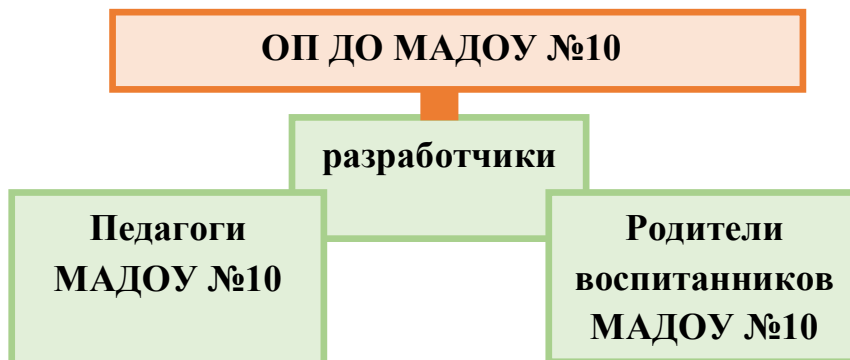 ОП ДО МАДОУ №10
разработчики
Педагоги
МАДОУ №10
Родители
воспитанников
МАДОУ №10